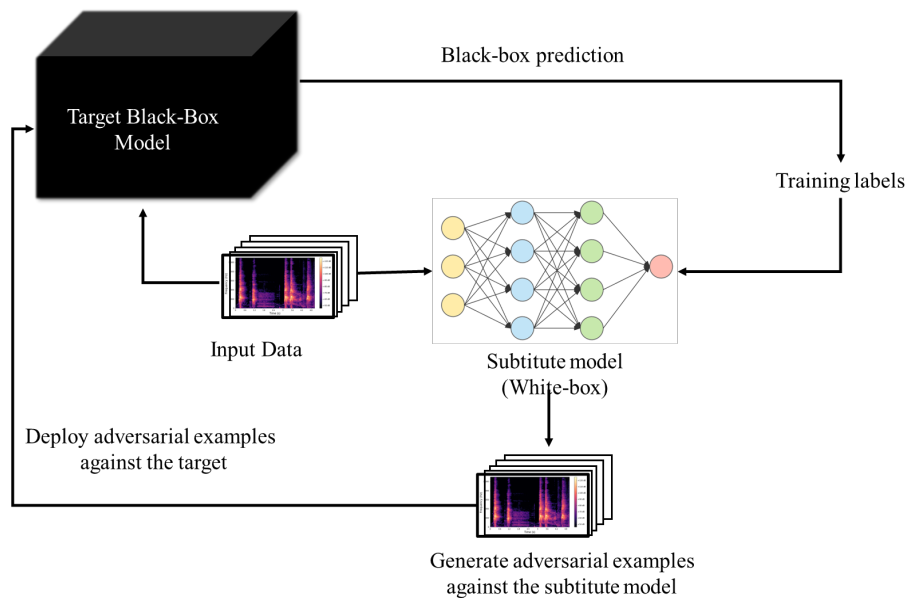 Black-box prediction
Target Black-Box
Model
Training labels
Input Data
Subtitute model
(White-box)
Deploy adversarial examples
against the target
Generate adversarial examples
against the subtitute model